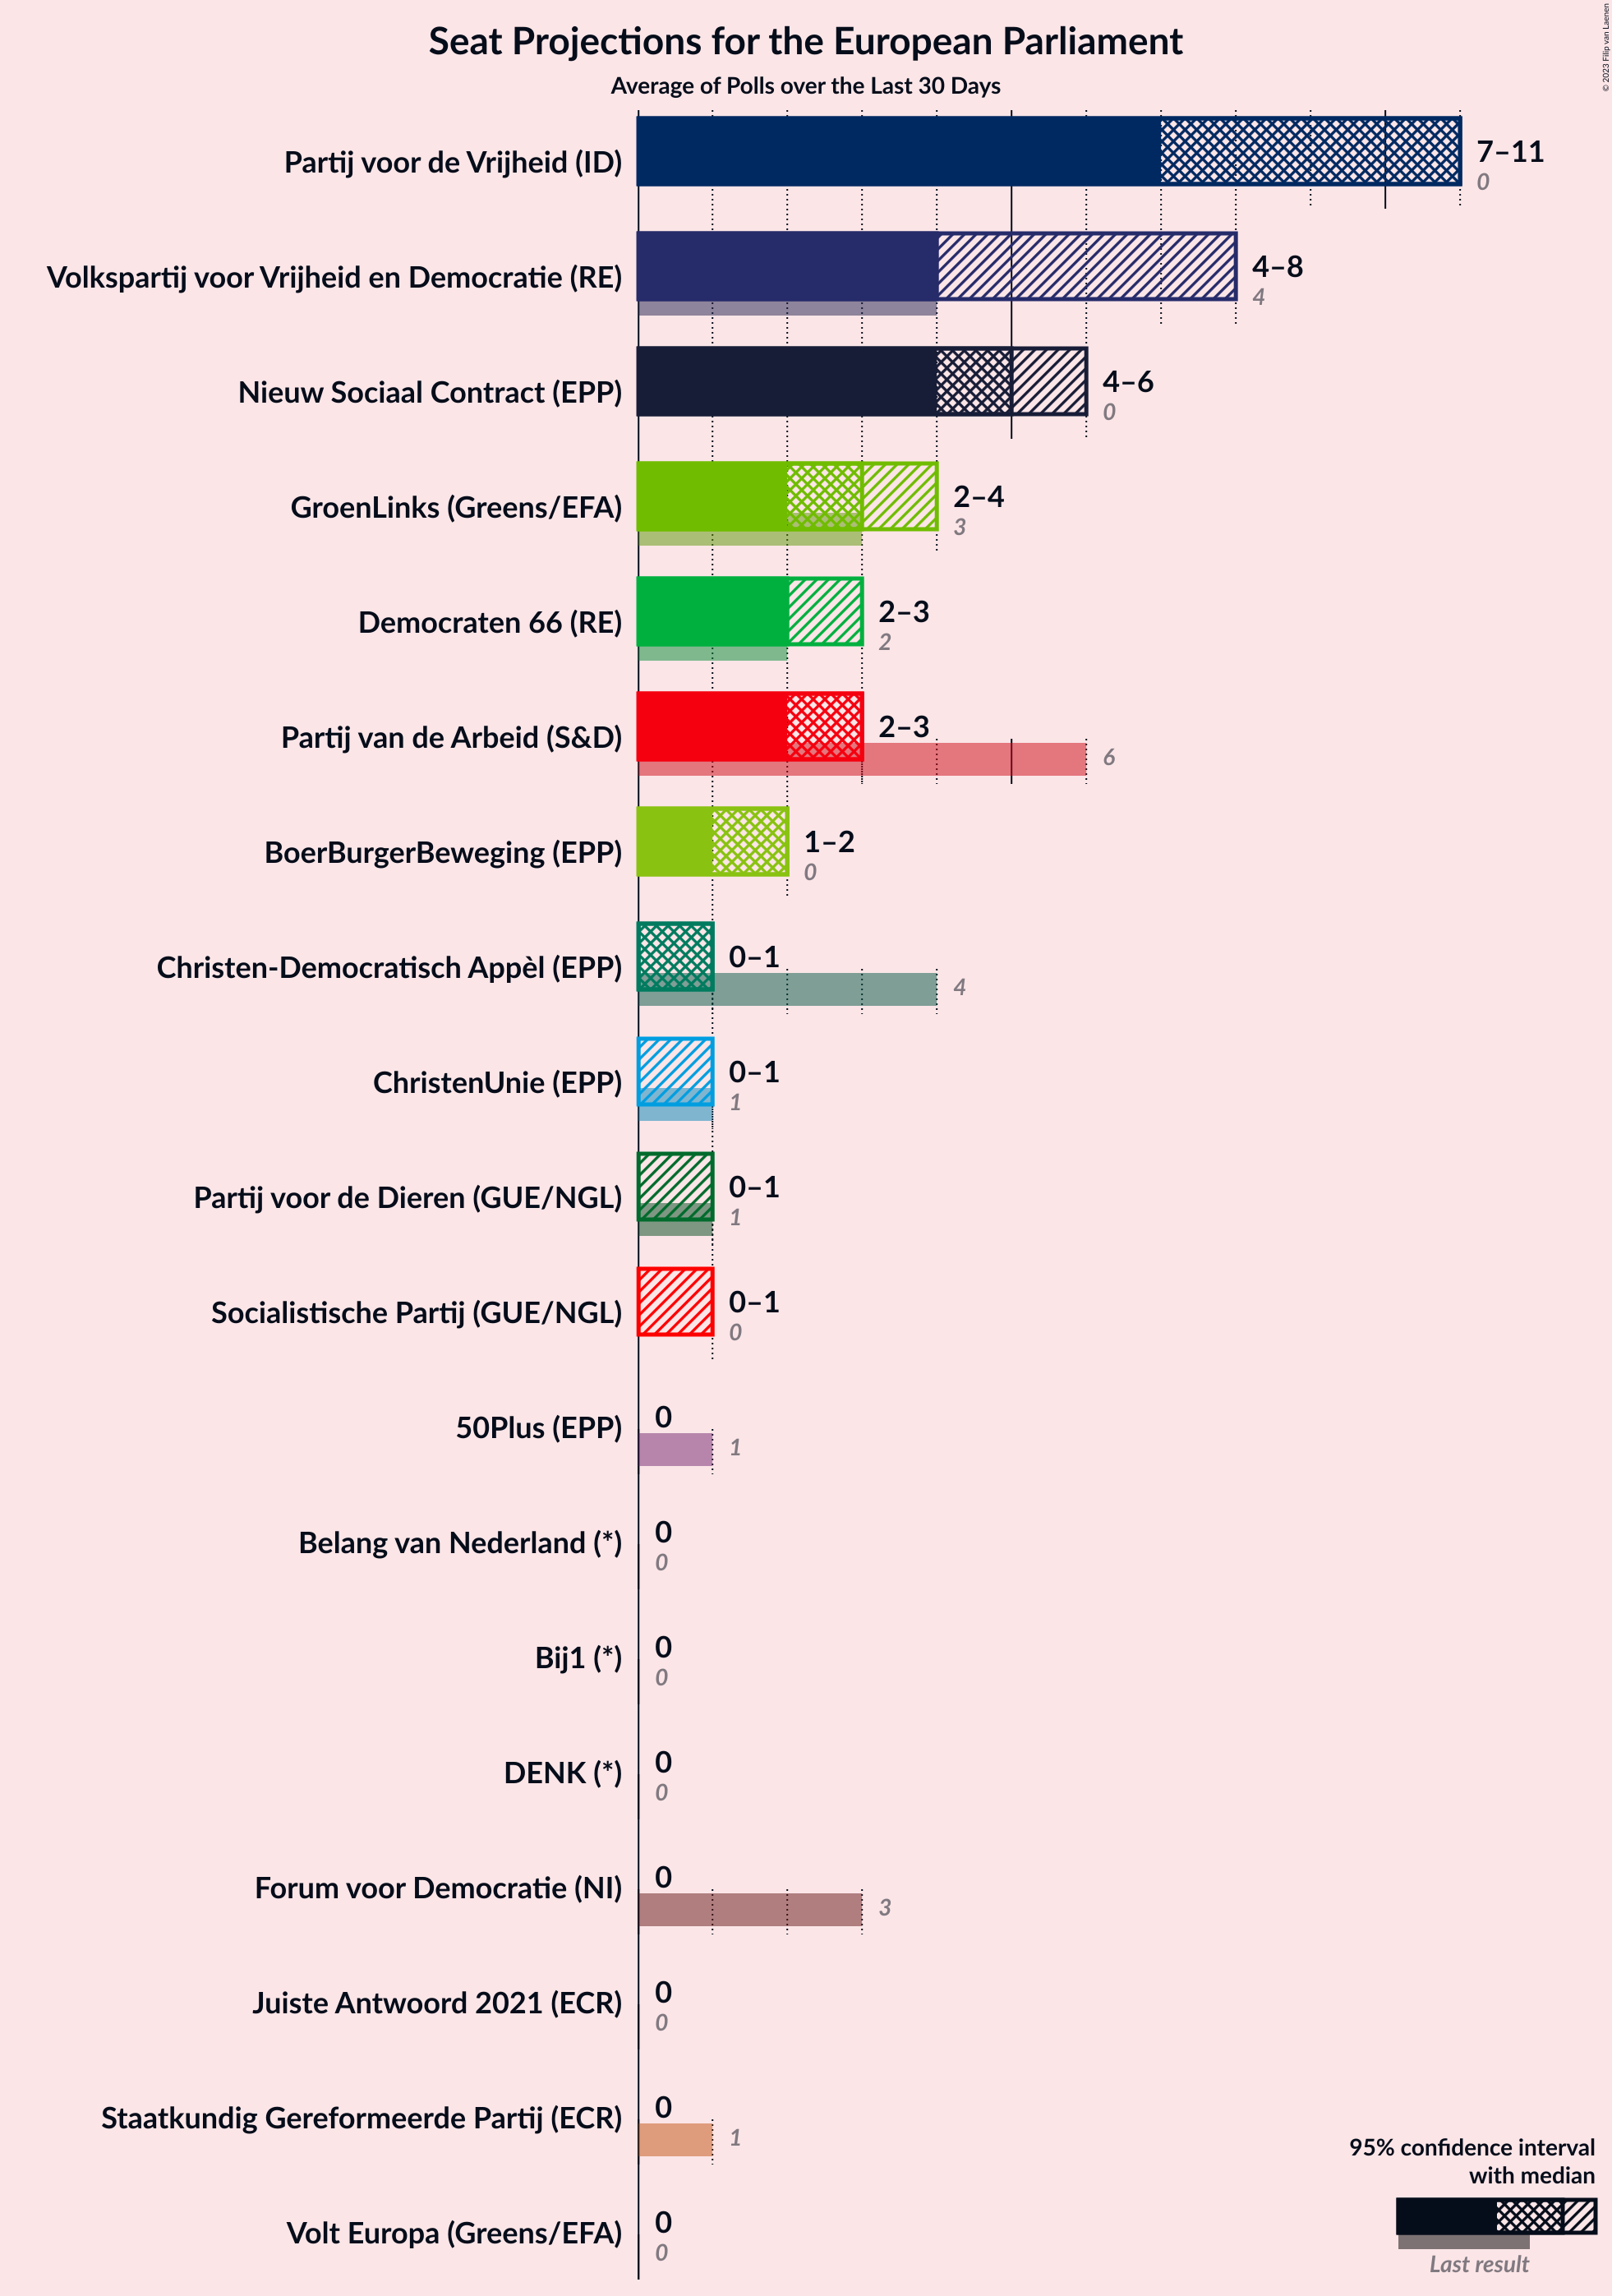 Seat Projections for the European Parliament
Average of Polls over the Last 30 Days
© 2023 Filip van Laenen
Partij voor de Vrijheid (ID)
7–11
0
Volkspartij voor Vrijheid en Democratie (RE)
4–8
4
Nieuw Sociaal Contract (EPP)
4–6
0
GroenLinks (Greens/EFA)
2–4
3
Democraten 66 (RE)
2–3
2
Partij van de Arbeid (S&D)
2–3
6
BoerBurgerBeweging (EPP)
1–2
0
Christen-Democratisch Appèl (EPP)
0–1
4
ChristenUnie (EPP)
0–1
1
Partij voor de Dieren (GUE/NGL)
0–1
1
Socialistische Partij (GUE/NGL)
0–1
0
50Plus (EPP)
0
1
Belang van Nederland (*)
0
0
Bij1 (*)
0
0
DENK (*)
0
0
Forum voor Democratie (NI)
0
3
Juiste Antwoord 2021 (ECR)
0
0
Staatkundig Gereformeerde Partij (ECR)
0
1
Volt Europa (Greens/EFA)
0
0
95% confidence interval
with median
Last result